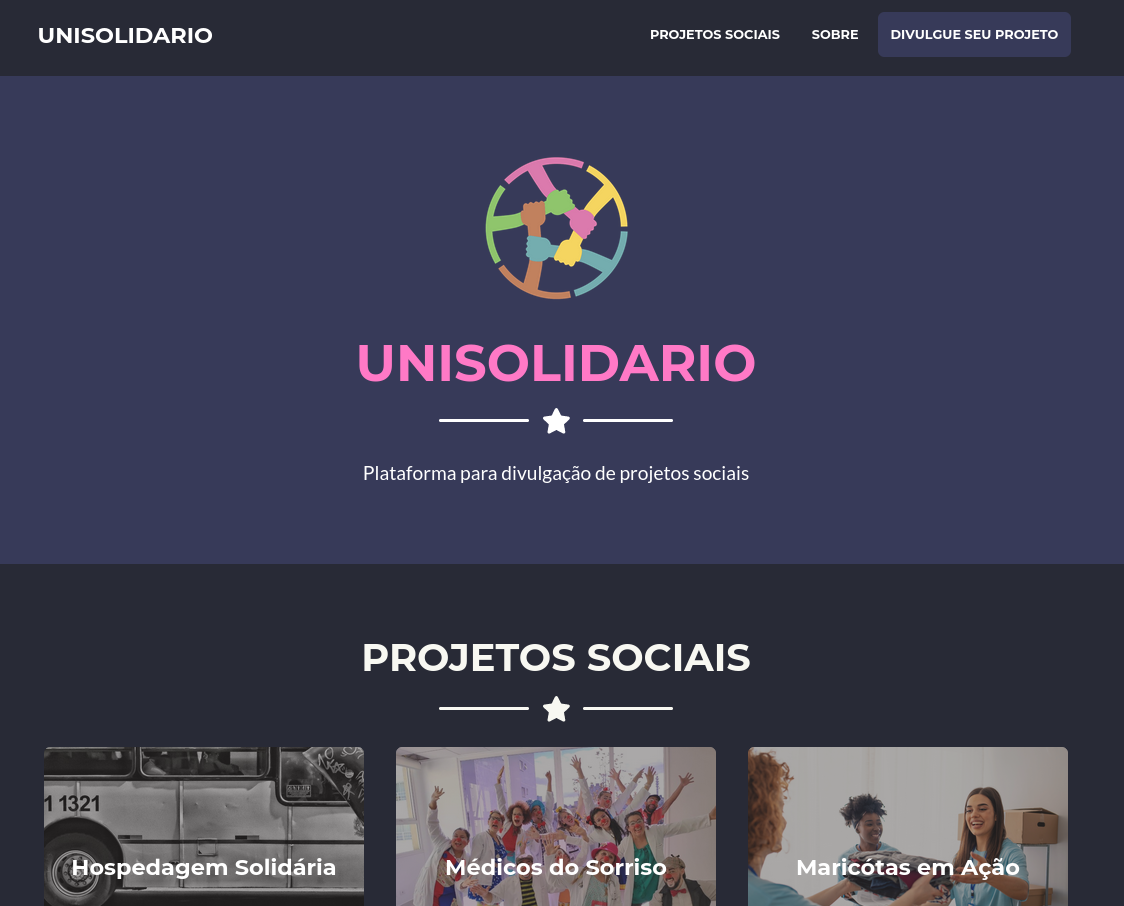 UNISOLIDARIO
PROJETOS SOCIAIS
SOBRE
DIVULGUE SEU PROJETO
UNISOLIDARIO
Plataforma para divulgação de projetos sociais
PROJETOS SOCIAIS
1 1321
Hospedagem Solidária
Médicos do Sorriso
Maricótas em Ação